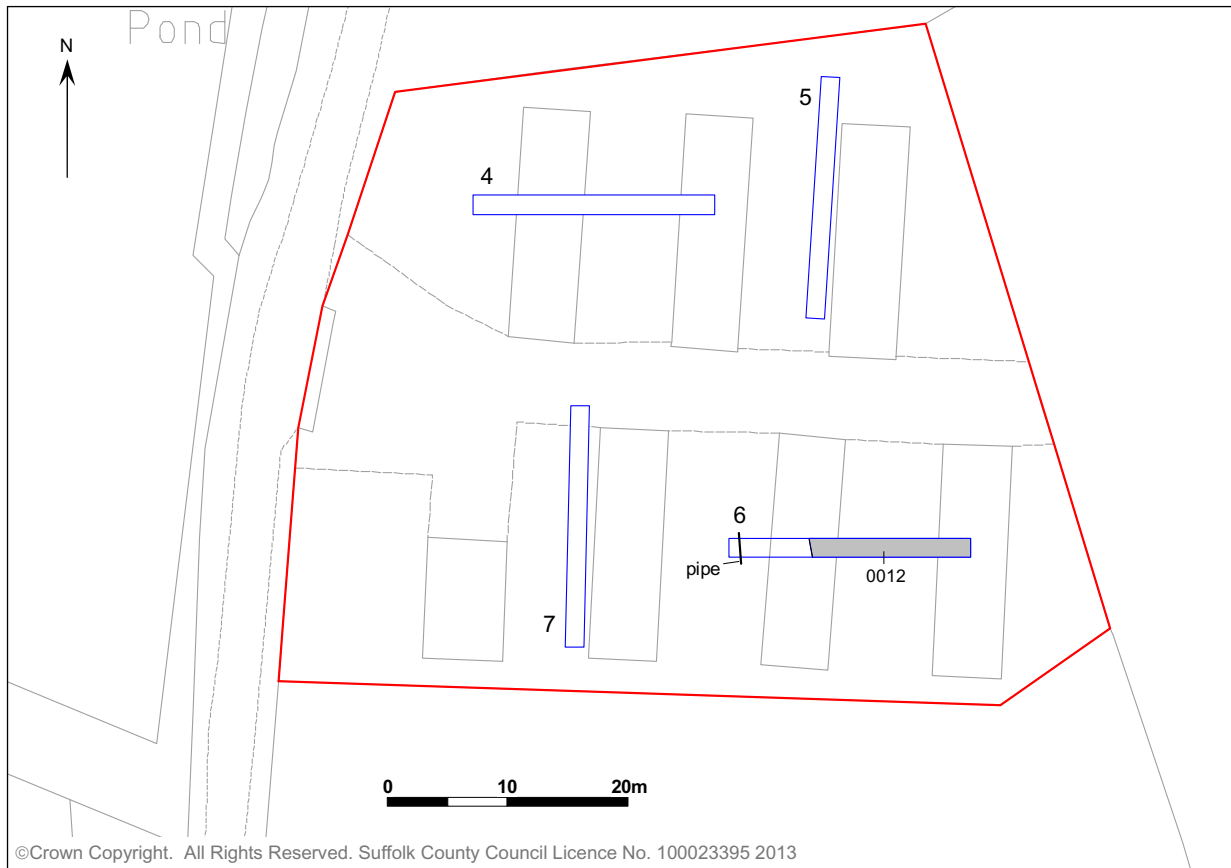 Pond
N
5
4
6
pipe
0012
7
0 10 20m
©Crown Copyright. All Rights Reserved. Suffolk County Council Licence No. 100023395 2013